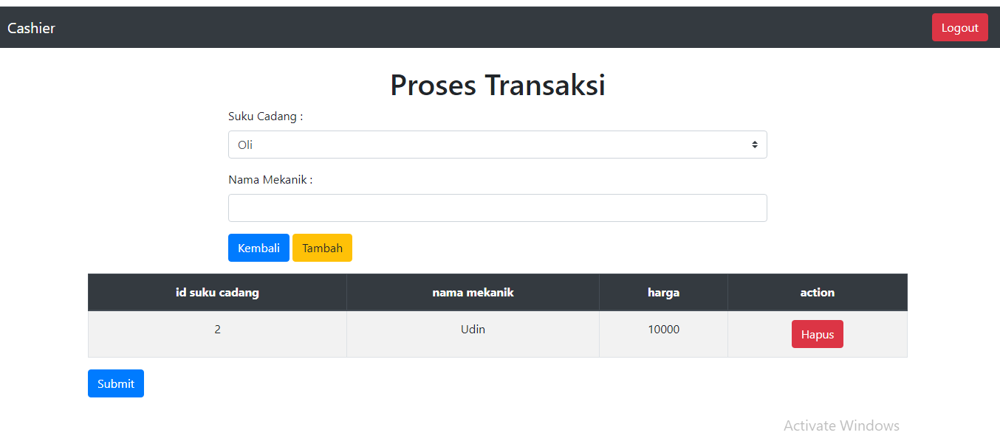 Cashier Logout
Proses Transaksi
Suku Cadang :
Oli
Nama Mekanik :
Kembali Tambah
id suku cadang nama mekanik harga action
2 Udin 10000 Hapus
Submit
Activate Windows